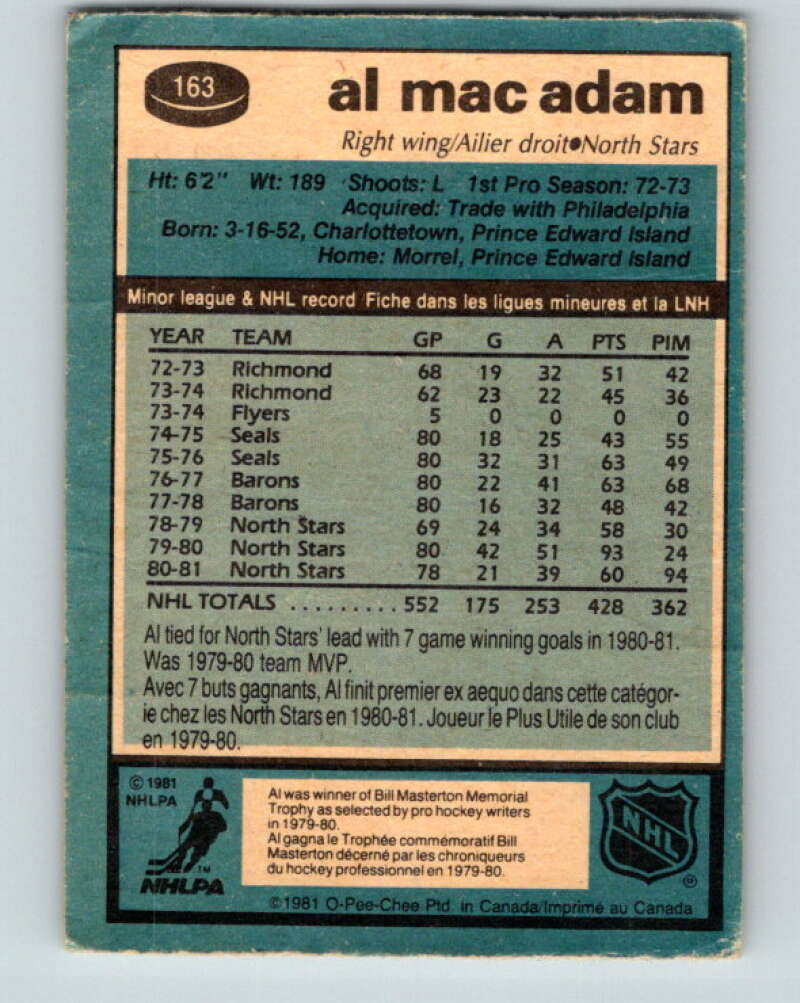 163
al mac adam
Right wing/Ailier droit●North Stars
Ht: 6'2" Wt: 189 Shoots: L 1st Pro Season: 72-73
Acquired: Trade with Philadelphia
Born: 3-16-52, Charlottetown, Prince Edward Island
Home: Morrel, Prince Edward Island
Minor league & NHL record Fiche dans les ligues mineures et la LNH
YEAR TEAM GP G A PTS PIM
72-73 Richmond 68 19 32 51 42
73-74 Richmond 62 23 22 45 36
73-74 Flyers 5 0 0 0 0
74-75 Seals 80 18 25 43 55
75-76 Seals 80 32 31 63 49
76-77 Barons 80 22 41 63 68
77-78 Barons 80 16 32 48 42
78-79 North Stars 69 24 34 58 30
79-80 North Stars 80 42 51 93 24
80-81 North Stars 78 21 39 60 94
NHL TOTALS ......... 552 175 253 428 362
Al tied for North Stars' lead with 7 game winning goals in 1980-81.
Was 1979-80 team MVP.
Avec 7 buts gagnants, Al finit premier ex aequo dans cette catégor-
ie chez les North Stars en 1980-81. Joueur le Plus Utile de son club
en 1979-80.
© 1981
NHLPA
TM
NHLPA
Al was winner of Bill Masterton Memorial
Trophy as selected by pro hockey writers
in 1979-80.
Al gagna le Trophée commémoratif Bill
Masterton décerné par les chroniqueurs
du hockey professionnel en 1979-80.
NHL
®
©1981 O-Pee-Chee Ptd. in Canada/Imprimé au Canada